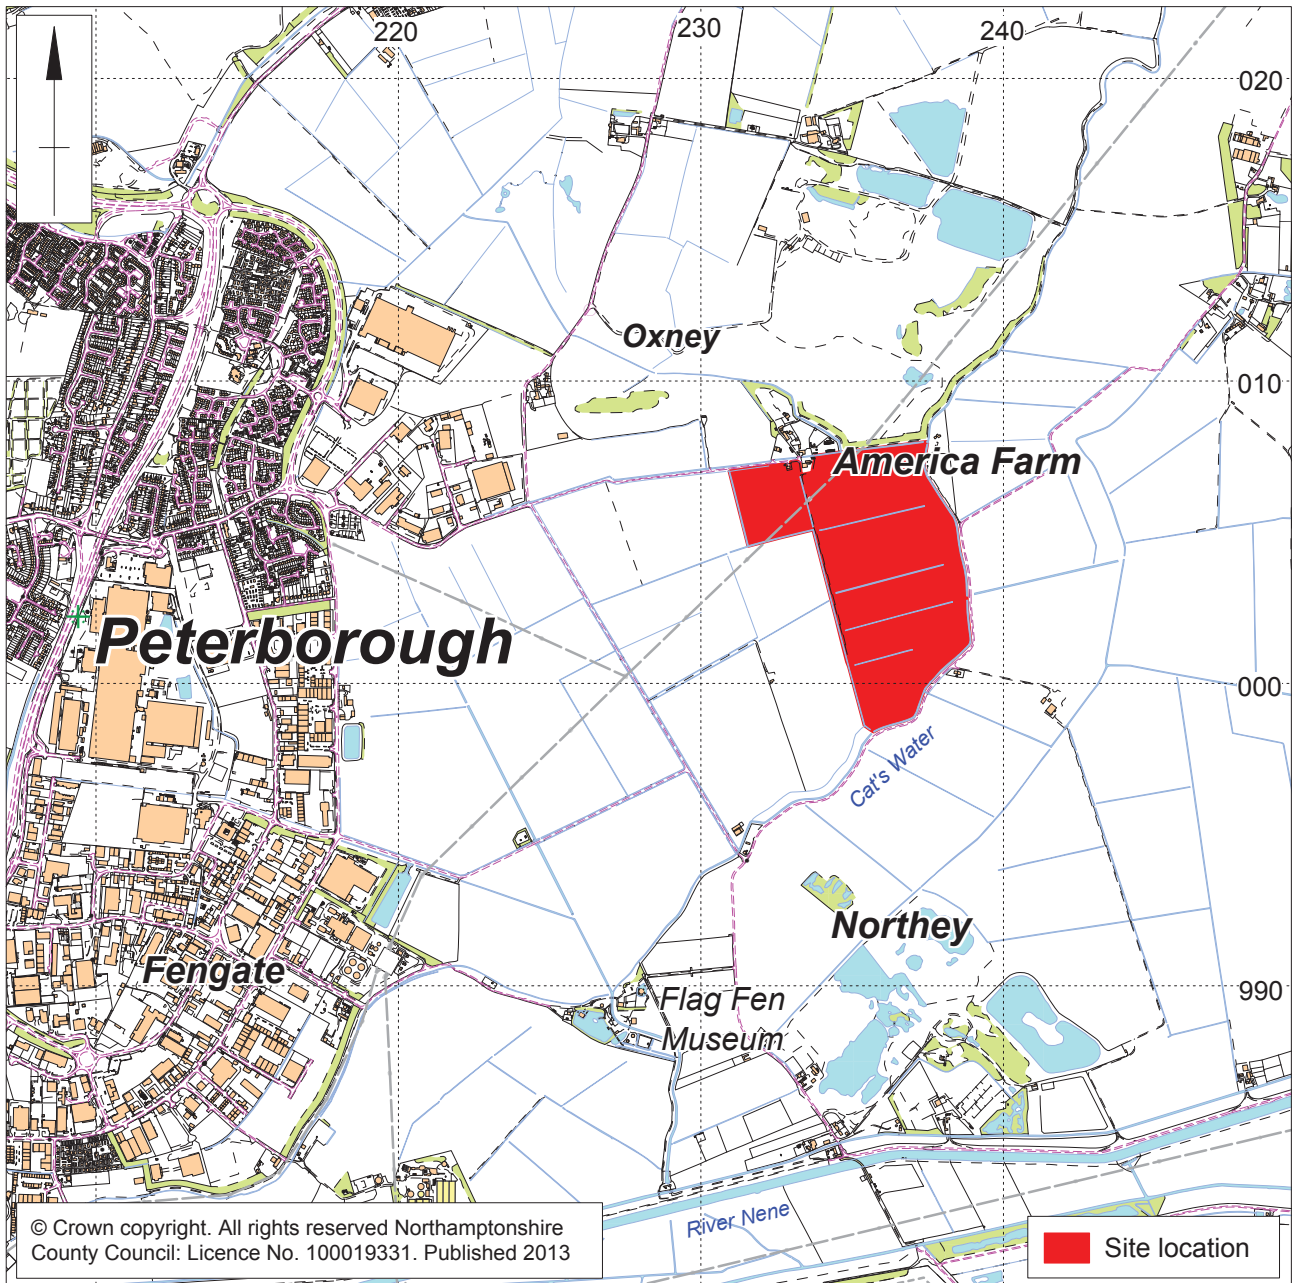 220
230
240
020
Oxney
010
America Farm
Peterborough
000
Cat's Water
Northey
Fengate
990
Flag Fen
Museum
River Nene
© Crown copyright. All rights reserved Northamptonshire
County Council: Licence No. 100019331. Published 2013
Site location